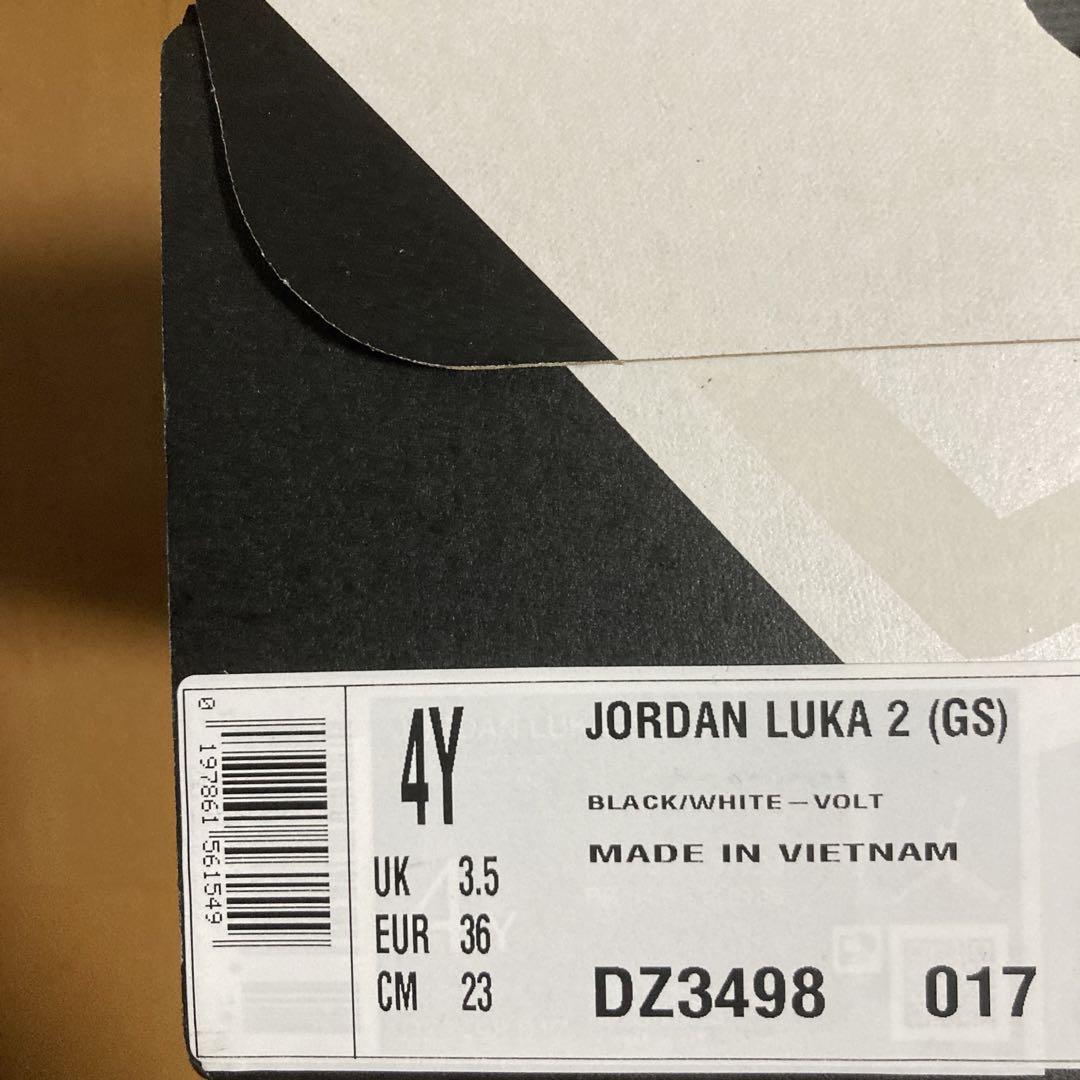 0 197861 561549
4Y
UK 3.5
EUR 36
CM 23
JORDAN LUKA 2 (GS)
BLACK/WHITE-VOLT
MADE IN VIETNAM
DZ3498 017